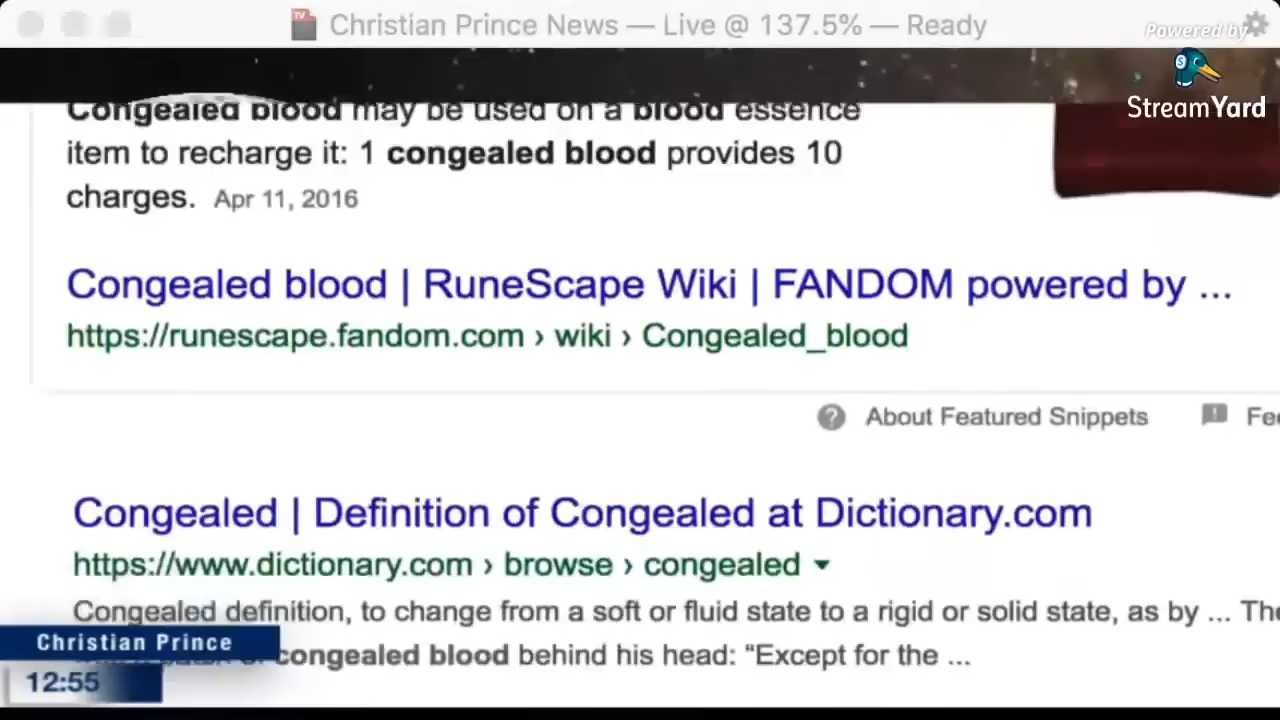 Christian Prince News — Live @ 137.5% — Ready
Powered by
StreamYard
Congealed blood may be used on a blood essence
item to recharge it: 1 congealed blood provides 10
charges. Apr 11, 2016
Congealed blood | RuneScape Wiki | FANDOM powered by ...
https://runescape.fandom.com › wiki › Congealed_blood
About Featured Snippets
Congealed | Definition of Congealed at Dictionary.com
https://www.dictionary.com › browse › congealed
Congealed definition, to change from a soft or fluid state to a rigid or solid state, as by ...
congealed blood behind his head: “Except for the ...
Christian Prince
12:55